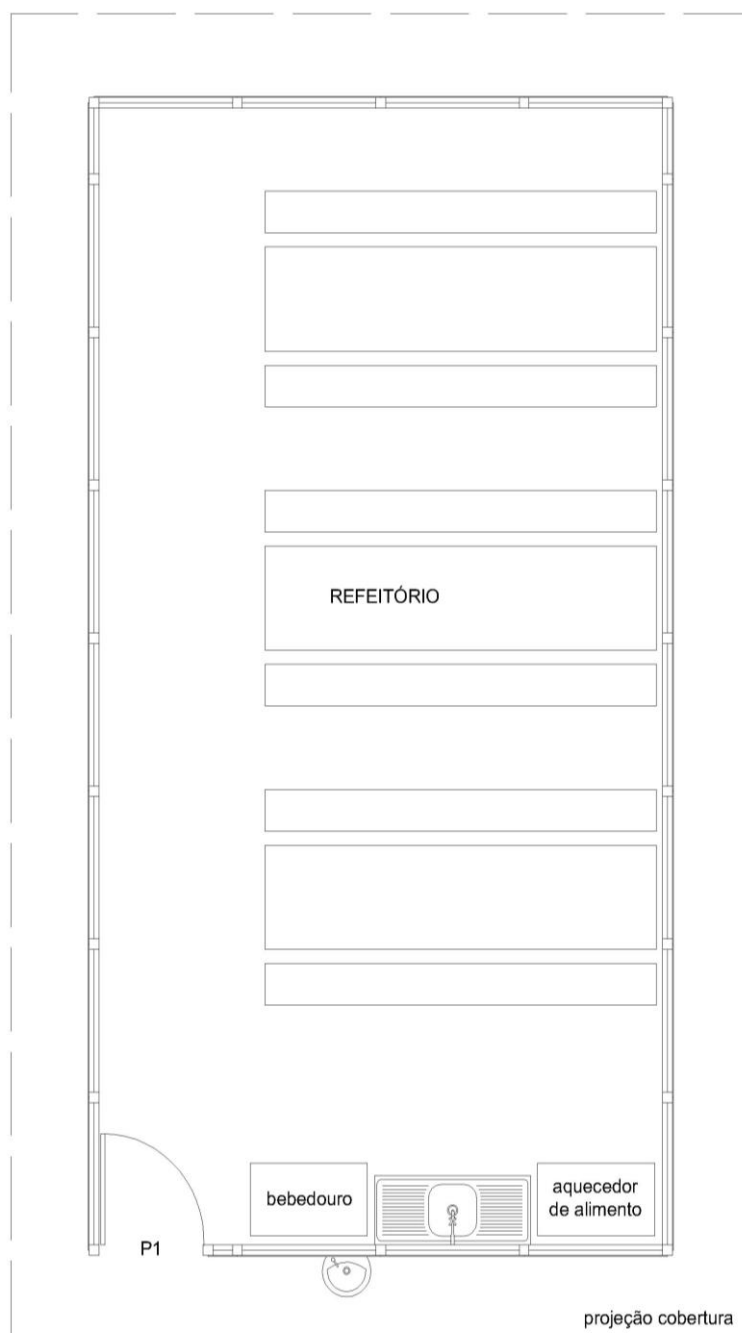 REFEITÓRIO
bebedouro
aquecedor
de alimento
P1
projeção cobertura